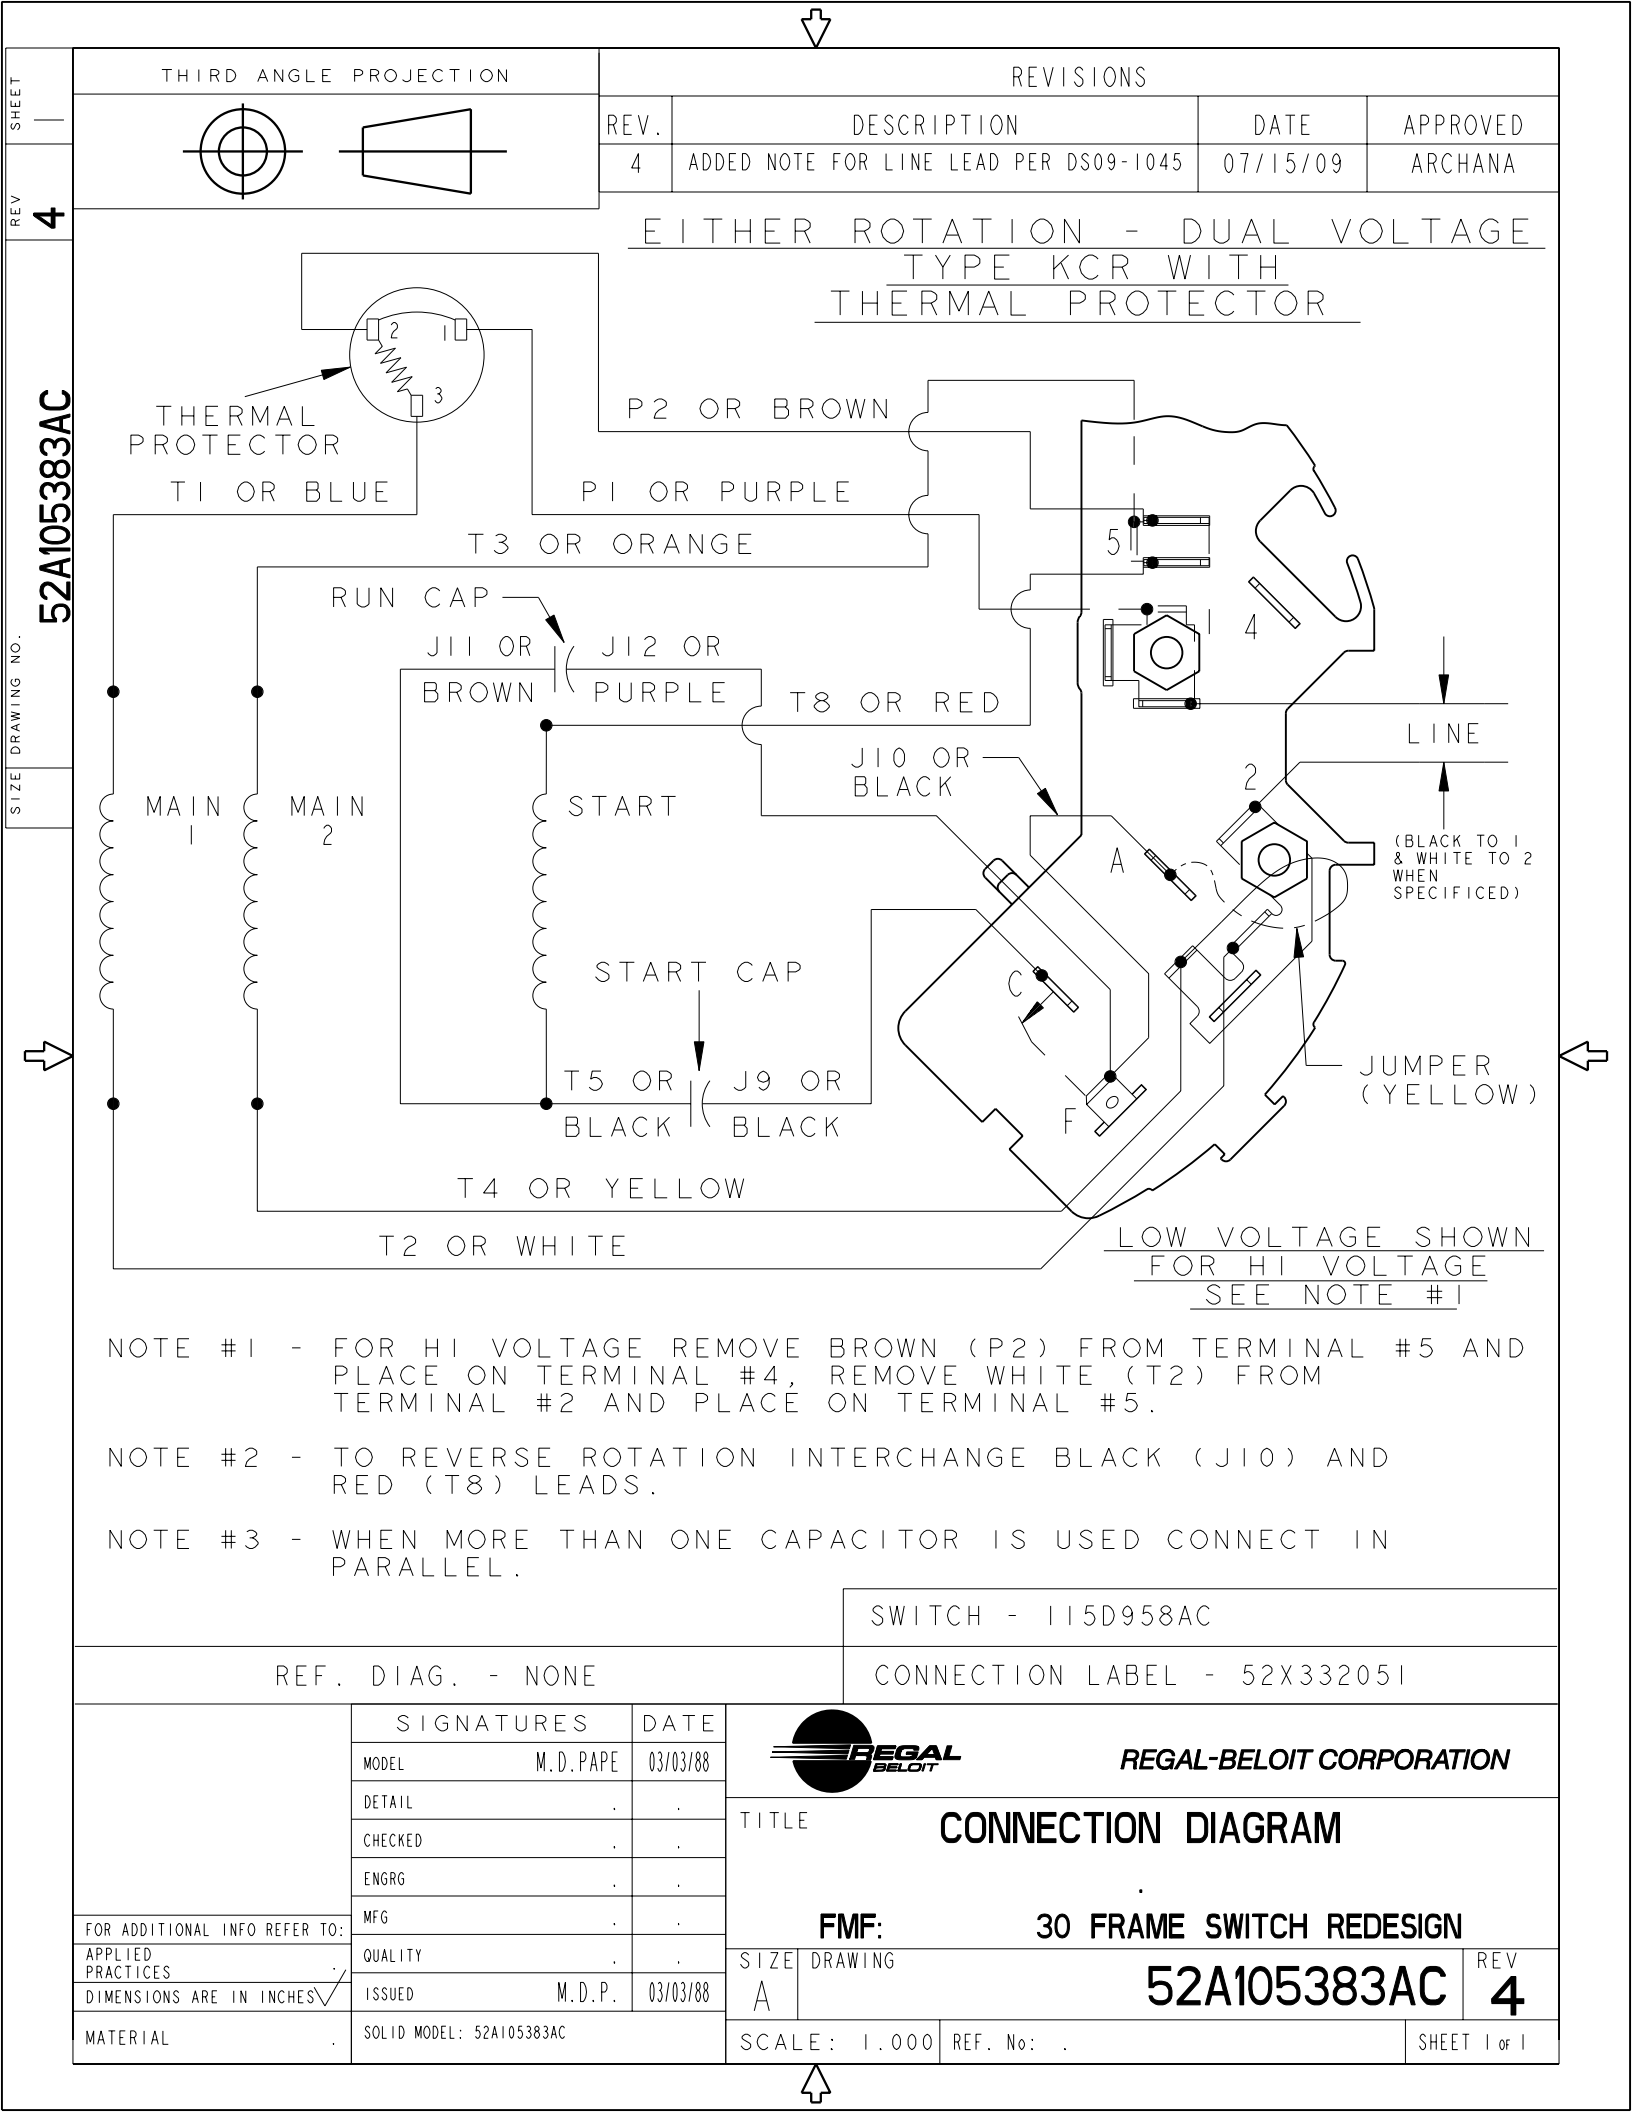 THIRD ANGLE PROJECTION
REVISIONS
REV. DESCRIPTION DATE APPROVED
4 ADDED NOTE FOR LINE LEAD PER DS09-1045 07/15/09 ARCHANA
SHEET
REV
4
DRAWING NO.
52A105383AC
SIZE
EITHER ROTATION - DUAL VOLTAGE
TYPE KCR WITH
THERMAL PROTECTOR
2
1
3
THERMAL
PROTECTOR
P2 OR BROWN
T1 OR BLUE
P1 OR PURPLE
T3 OR ORANGE
5
RUN CAP
1
4
J11 OR
BROWN
J12 OR
PURPLE
T8 OR RED
LINE
J10 OR
BLACK
2
MAIN
1
MAIN
2
START
A
(BLACK TO 1
& WHITE TO 2
WHEN
SPECIFICED)
START CAP
C
T5 OR
BLACK
J9 OR
BLACK
F
JUMPER
(YELLOW)
T4 OR YELLOW
T2 OR WHITE
LOW VOLTAGE SHOWN
FOR HI VOLTAGE
SEE NOTE #1
NOTE #1 - FOR HI VOLTAGE REMOVE BROWN (P2) FROM TERMINAL #5 AND
PLACE ON TERMINAL #4, REMOVE WHITE (T2) FROM
TERMINAL #2 AND PLACE ON TERMINAL #5.
NOTE #2 - TO REVERSE ROTATION INTERCHANGE BLACK (J10) AND
RED (T8) LEADS.
NOTE #3 - WHEN MORE THAN ONE CAPACITOR IS USED CONNECT IN
PARALLEL.
SWITCH - 115D958AC
REF. DIAG. - NONE
CONNECTION LABEL - 52X332051
SIGNATURES DATE
MODEL M.D.PAPE 03/03/88
DETAIL . .
CHECKED . .
ENGRG . .
MFG . .
QUALITY . .
ISSUED M.D.P. 03/03/88
SOLID MODEL: 52A105383AC
FOR ADDITIONAL INFO REFER TO:
APPLIED
PRACTICES .
DIMENSIONS ARE IN INCHES
MATERIAL .
REGAL
BELOIT
REGAL-BELOIT CORPORATION
TITLE
CONNECTION DIAGRAM
.
FMF: 30 FRAME SWITCH REDESIGN
SIZE
A
DRAWING
52A105383AC
REV
4
SCALE: 1.000
REF. No: .
SHEET 1 OF 1